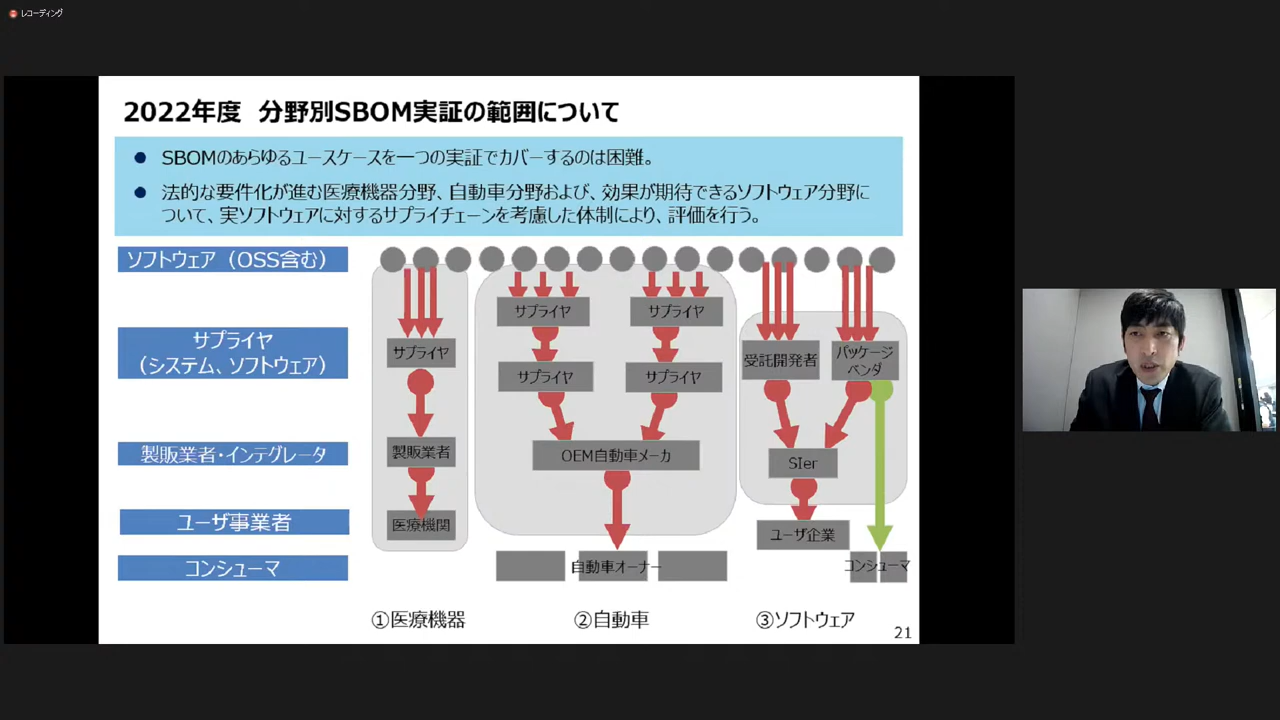 レコーディング
2022年度 分野別SBOM実証の範囲について
● SBOMのあらゆるユースケースを一つの実証でカバーするのは困難。
● 法的な要件化が進む医療機器分野、自動車分野および、効果が期待できるソフトウェア分野に
ついて、実ソフトウェアに対するサプライチェーンを考慮した体制により、評価を行う。
ソフトウェア（OSS含む）
サプライヤ
（システム、ソフトウェア）
製販業者・インテグレータ
ユーザ事業者
コンシューマ
サプライヤ
製販業者
医療機関
サプライヤ
サプライヤ
サプライヤ
サプライヤ
OEM自動車メーカ
自動車オーナー
受託開発者
パッケージ
ベンダ
SIer
ユーザ企業
コンシューマ
①医療機器
②自動車
③ソフトウェア
21